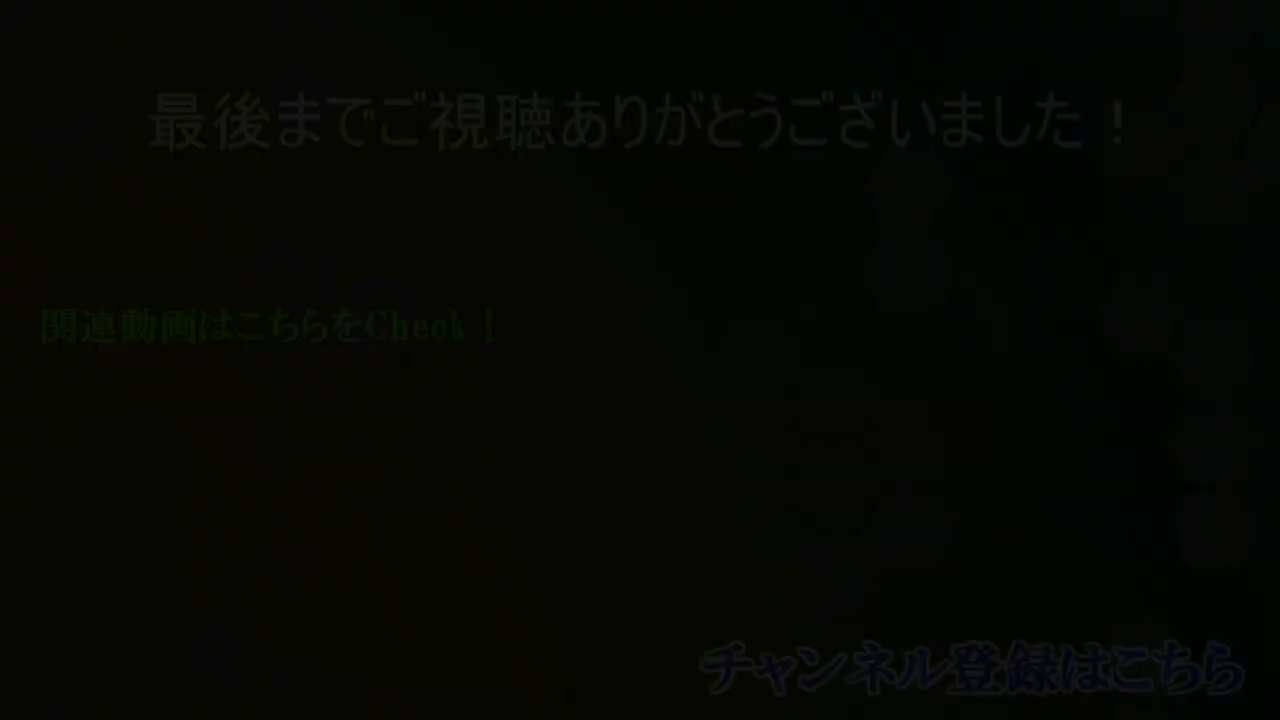 最後までご視聴ありがとうございました！
関連動画はこちらをCheck！
チャンネル登録はこちら